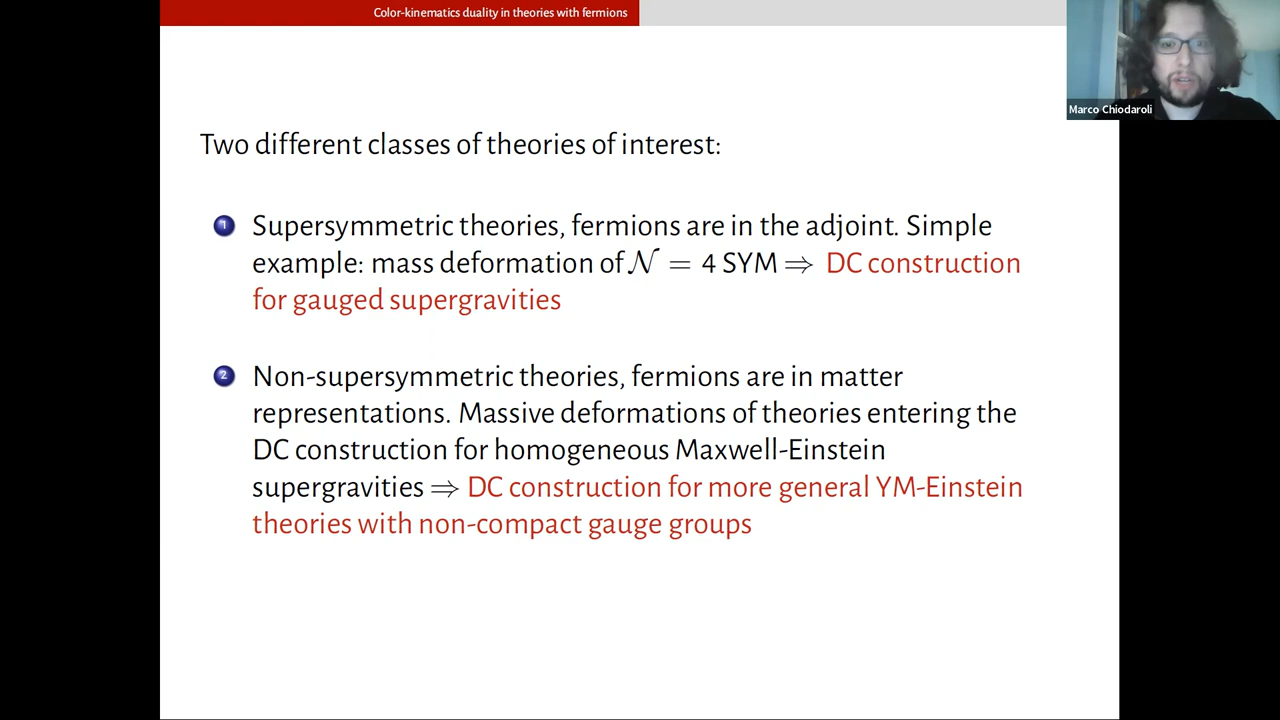 Color-kinematics duality in theories with fermions
Marco Chiodaroli
Two different classes of theories of interest:
1 Supersymmetric theories, fermions are in the adjoint. Simple
example: mass deformation of 𝒩 = 4 SYM ⇒ DC construction
for gauged supergravities
2 Non-supersymmetric theories, fermions are in matter
representations. Massive deformations of theories entering the
DC construction for homogeneous Maxwell-Einstein
supergravities ⇒ DC construction for more general YM-Einstein
theories with non-compact gauge groups